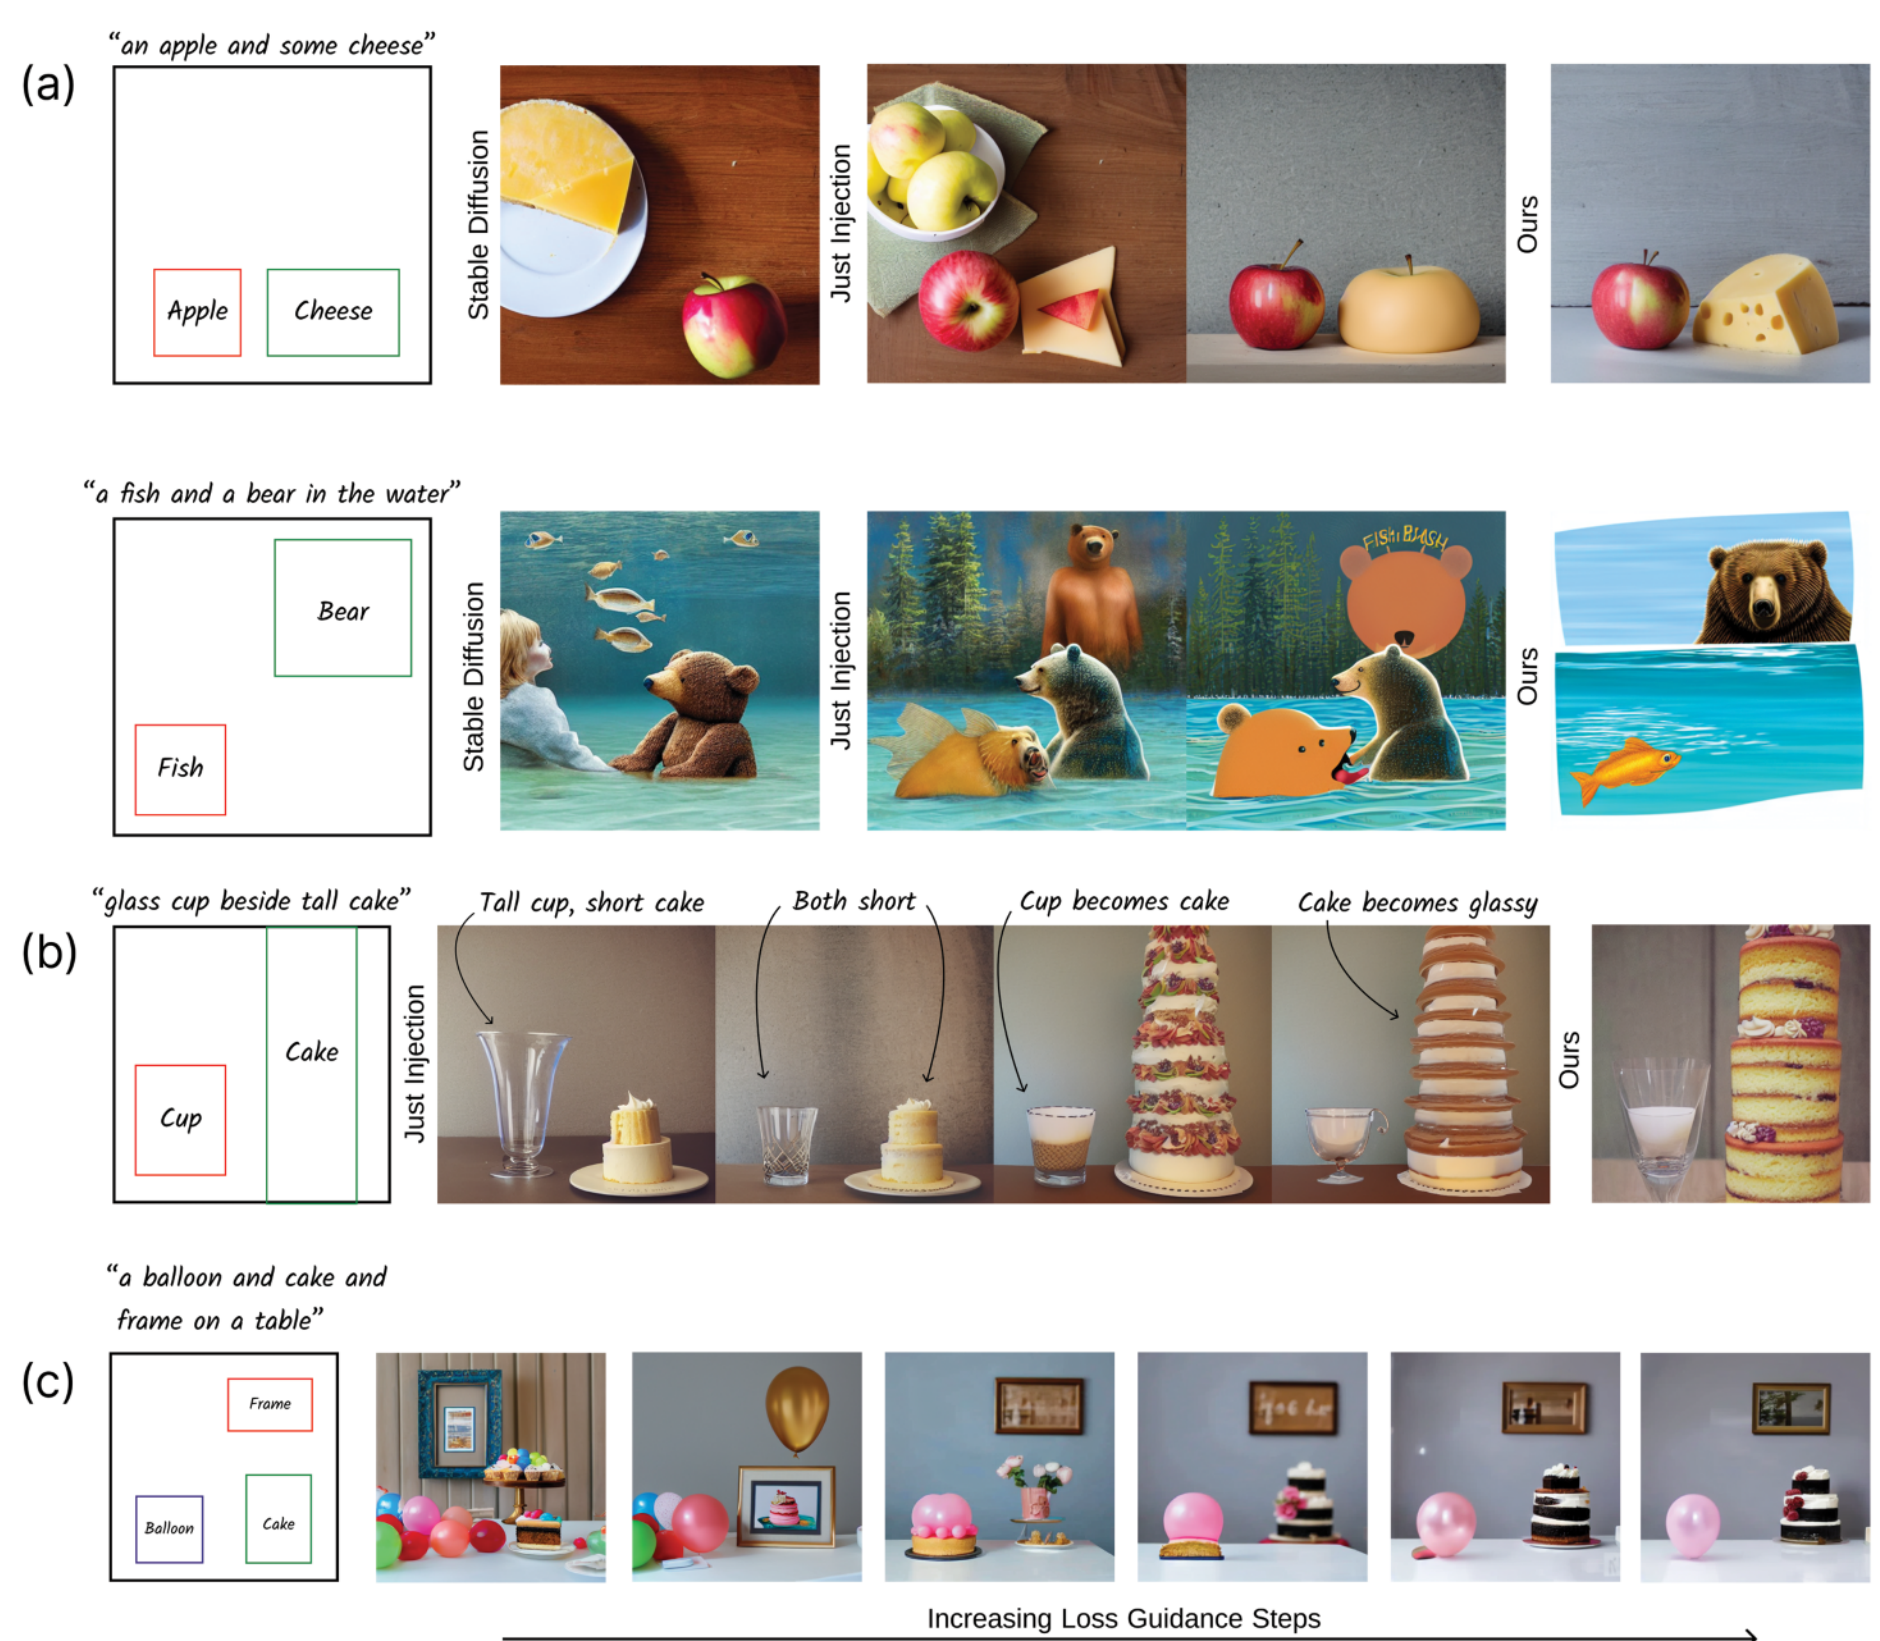 (a)
“an apple and some cheese”
Apple
Cheese
Stable Diffusion
Just Injection
Ours
“a fish and a bear in the water”
Bear
Fish
Stable Diffusion
Just Injection
Ours
(b)
“glass cup beside tall cake”
Cup
Cake
Just Injection
Tall cup, short cake
Both short
Cup becomes cake
Cake becomes glassy
Ours
(c)
“a balloon and cake and
frame on a table”
Frame
Balloon
Cake
Increasing Loss Guidance Steps